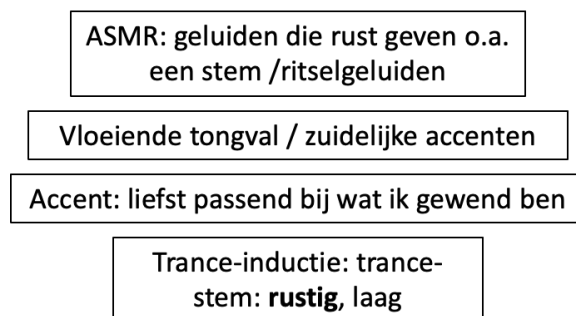 ASMR: geluiden die rust geven o.a.
een stem /ritselgeluiden
Vloeiende tongval / zuidelijke accenten
Accent: liefst passend bij wat ik gewend ben
Trance-inductie: trance-
stem: rustig, laag